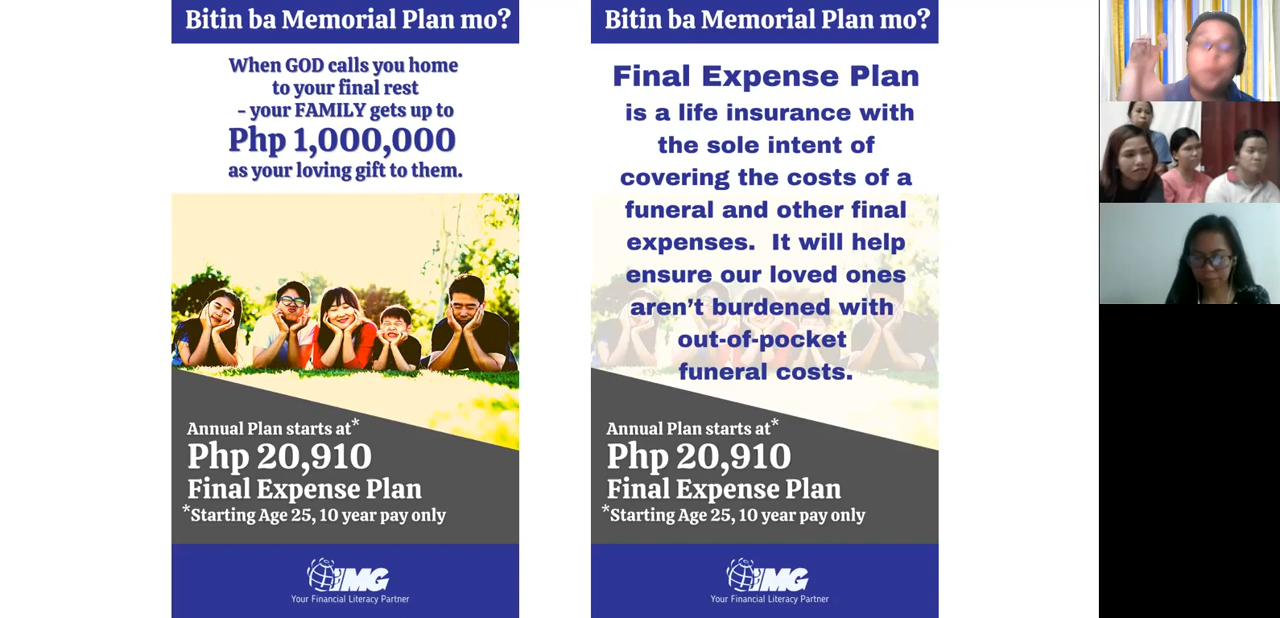 Bitin ba Memorial Plan mo?
When GOD calls you home
to your final rest
- your FAMILY gets up to
Php 1,000,000
as your loving gift to them.
Annual Plan starts at*
Php 20,910
Final Expense Plan
*Starting Age 25, 10 year pay only
IMG
Your Financial Literacy Partner
Bitin ba Memorial Plan mo?
Final Expense Plan
is a life insurance with
the sole intent of
covering the costs of a
funeral and other final
expenses. It will help
ensure our loved ones
aren’t burdened with
out-of-pocket
funeral costs.
Annual Plan starts at*
Php 20,910
Final Expense Plan
*Starting Age 25, 10 year pay only
IMG
Your Financial Literacy Partner